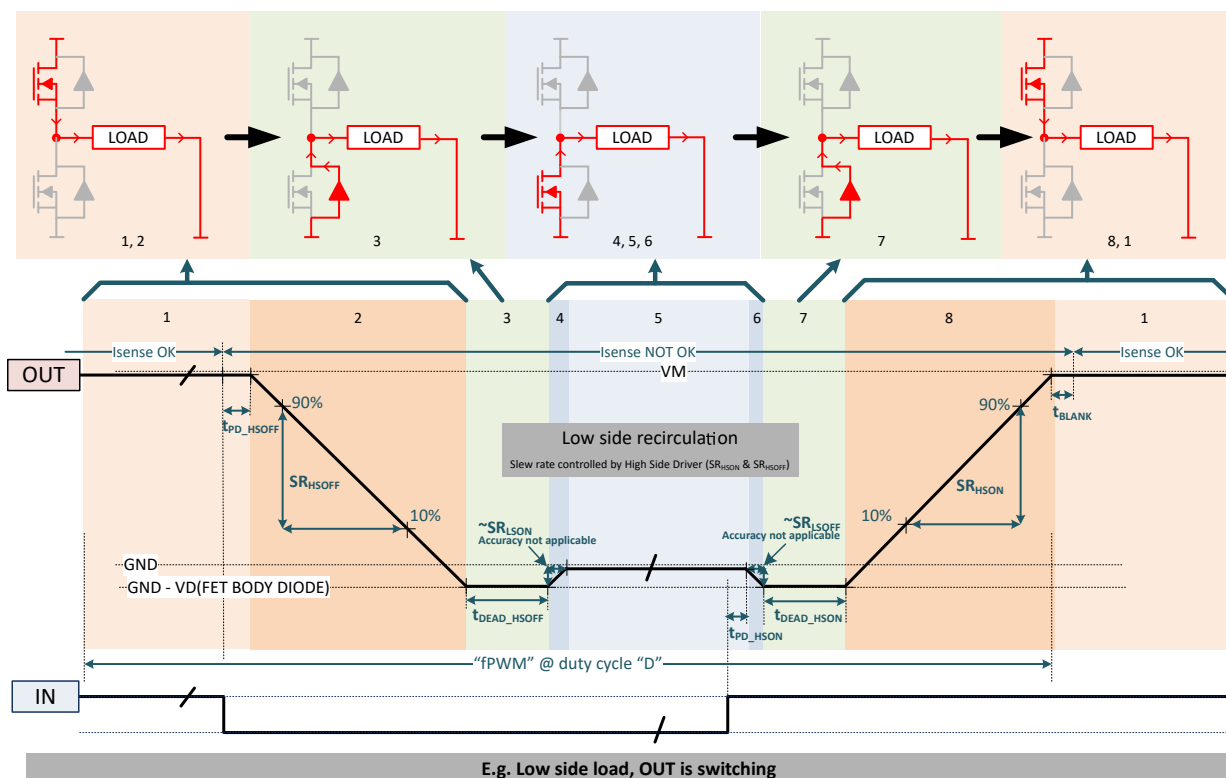 LOAD LOAD LOAD LOAD LOAD
1, 2 3 4, 5, 6 7 8, 1
1 2 3 4 5 6 7 8 1
Isense OK Isense NOT OK Isense OK
OUT
VM
90% 90%
tPD_HSOFF tBLANK
Low side recirculation
Slew rate controlled by High Side Driver (SRHSON & SRHSOFF)
SRHSOFF SRHSON
10% 10%
~SRLSON ~SRLSOFF
Accuracy not applicable Accuracy not applicable
GND
GND - VD(FET BODY DIODE)
tDEAD_HSOFF tDEAD_HSON
tPD_HSON
“fPWM” @ duty cycle “D”
IN
E.g. Low side load, OUT is switching